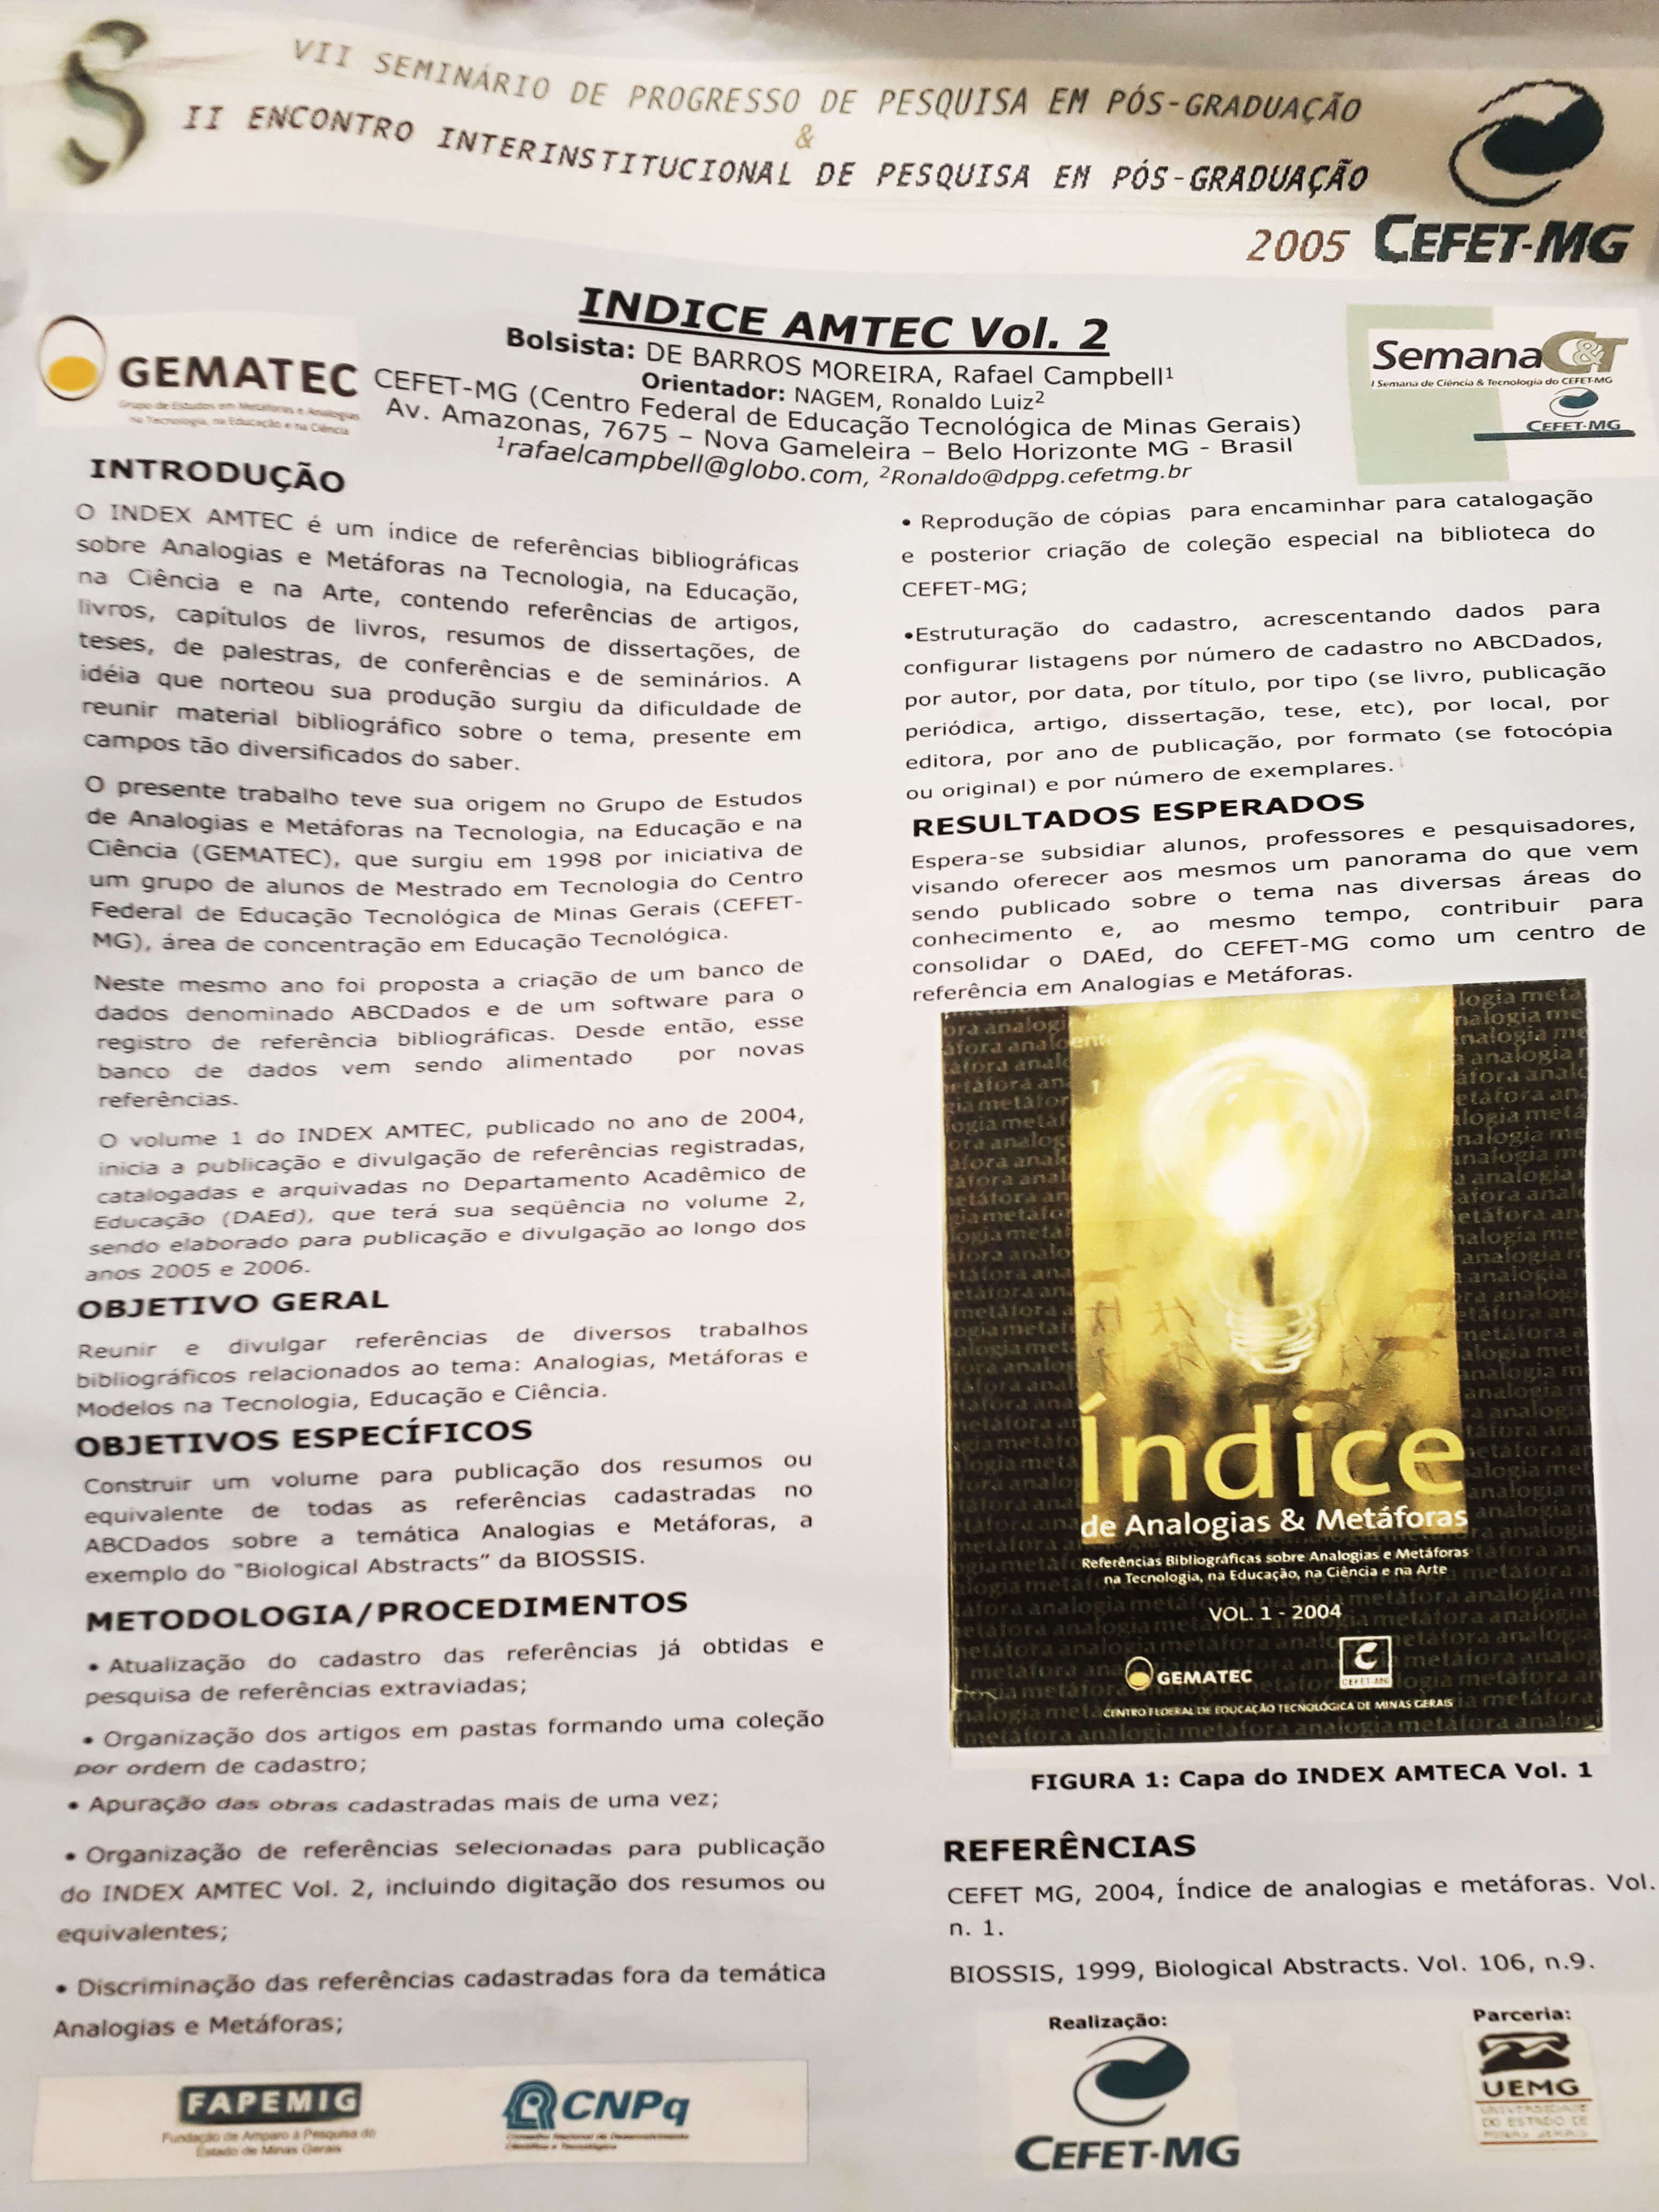 VII SEMINÁRIO DE PROGRESSO DE PESQUISA EM PÓS-GRADUAÇÃO
&
II ENCONTRO INTERINSTITUCIONAL DE PESQUISA EM PÓS-GRADUAÇÃO
2005 CEFET-MG
INDICE AMTEC Vol. 2
Bolsista: DE BARROS MOREIRA, Rafael Campbell¹
Orientador: NAGEM, Ronaldo Luiz²
CEFET-MG (Centro Federal de Educação Tecnológica de Minas Gerais)
Av. Amazonas, 7675 – Nova Gameleira – Belo Horizonte MG - Brasil
¹rafaelcampbell@globo.com, ²Ronaldo@dppg.cefetmg.br
GEMATEC
Grupo de Estudos em Metáforas e Analogias
na Tecnologia, na Educação e na Ciência
Semana C&T
I Semana de Ciência & Tecnologia do CEFET-MG
CEFET-MG
INTRODUÇÃO
O INDEX AMTEC é um índice de referências bibliográficas
sobre Analogias e Metáforas na Tecnologia, na Educação,
na Ciência e na Arte, contendo referências de artigos,
livros, capítulos de livros, resumos de dissertações, de
teses, de palestras, de conferências e de seminários. A
idéia que norteou sua produção surgiu da dificuldade de
reunir material bibliográfico sobre o tema, presente em
campos tão diversificados do saber.
O presente trabalho teve sua origem no Grupo de Estudos
de Analogias e Metáforas na Tecnologia, na Educação e na
Ciência (GEMATEC), que surgiu em 1998 por iniciativa de
um grupo de alunos de Mestrado em Tecnologia do Centro
Federal de Educação Tecnológica de Minas Gerais (CEFET-
MG), área de concentração em Educação Tecnológica.
Neste mesmo ano foi proposta a criação de um banco de
dados denominado ABCDados e de um software para o
registro de referência bibliográficas. Desde então, esse
banco de dados vem sendo alimentado por novas
referências.
O volume 1 do INDEX AMTEC, publicado no ano de 2004,
inicia a publicação e divulgação de referências registradas,
catalogadas e arquivadas no Departamento Acadêmico de
Educação (DAEd), que terá sua seqüência no volume 2,
sendo elaborado para publicação e divulgação ao longo dos
anos 2005 e 2006.
OBJETIVO GERAL
Reunir e divulgar referências de diversos trabalhos
bibliográficos relacionados ao tema: Analogias, Metáforas e
Modelos na Tecnologia, Educação e Ciência.
OBJETIVOS ESPECÍFICOS
Construir um volume para publicação dos resumos ou
equivalente de todas as referências cadastradas no
ABCDados sobre a temática Analogias e Metáforas, a
exemplo do "Biological Abstracts" da BIOSSIS.
METODOLOGIA/PROCEDIMENTOS
• Atualização do cadastro das referências já obtidas e
pesquisa de referências extraviadas;
• Organização dos artigos em pastas formando uma coleção
por ordem de cadastro;
• Apuração das obras cadastradas mais de uma vez;
• Organização de referências selecionadas para publicação
do INDEX AMTEC Vol. 2, incluindo digitação dos resumos ou
equivalentes;
• Discriminação das referências cadastradas fora da temática
Analogias e Metáforas;
• Reprodução de cópias para encaminhar para catalogação
e posterior criação de coleção especial na biblioteca do
CEFET-MG;
•Estruturação do cadastro, acrescentando dados para
configurar listagens por número de cadastro no ABCDados,
por autor, por data, por título, por tipo (se livro, publicação
periódica, artigo, dissertação, tese, etc), por local, por
editora, por ano de publicação, por formato (se fotocópia
ou original) e por número de exemplares.
RESULTADOS ESPERADOS
Espera-se subsidiar alunos, professores e pesquisadores,
visando oferecer aos mesmos um panorama do que vem
sendo publicado sobre o tema nas diversas áreas do
conhecimento e, ao mesmo tempo, contribuir para
consolidar o DAEd, do CEFET-MG como um centro de
referência em Analogias e Metáforas.
Índice
de Analogias & Metáforas
Referências Bibliográficas sobre Analogias e Metáforas
na Tecnologia, na Educação, na Ciência e na Arte
VOL. 1 - 2004
GEMATEC
CEFET-MG
CENTRO FEDERAL DE EDUCAÇÃO TECNOLÓGICA DE MINAS GERAIS
FIGURA 1: Capa do INDEX AMTECA Vol. 1
REFERÊNCIAS
CEFET MG, 2004, Índice de analogias e metáforas. Vol.
n. 1.
BIOSSIS, 1999, Biological Abstracts. Vol. 106, n.9.
FAPEMIG
Fundação de Amparo à Pesquisa do
Estado de Minas Gerais
CNPq
Conselho Nacional de Desenvolvimento
Científico e Tecnológico
Realização:
CEFET-MG
Parceria:
UEMG
UNIVERSIDADE
DO ESTADO DE
MINAS GERAIS